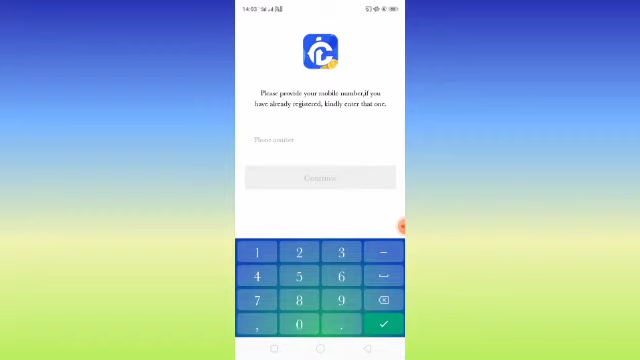 14:03
Please provide your mobile number,if you
have already registered, kindly enter that one.
Phone number
Continue
1 2 3 -
4 5 6
7 8 9
, 0 .